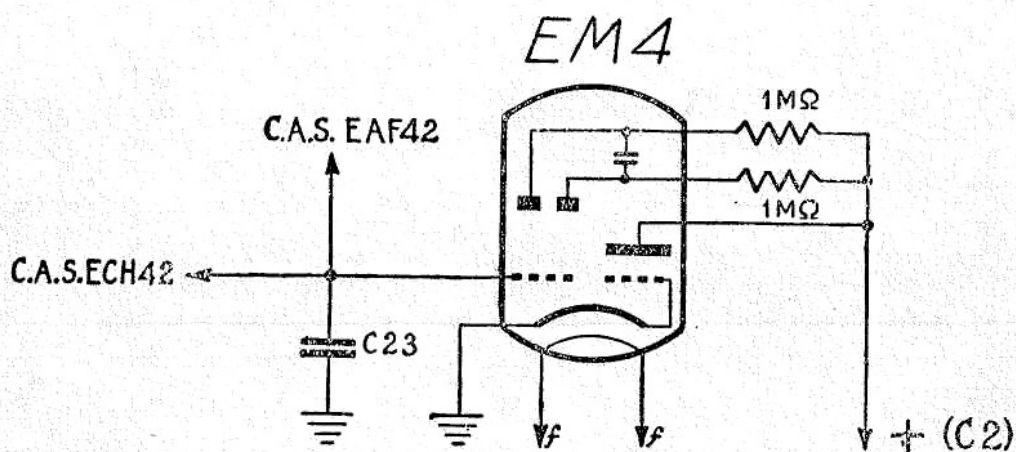 EM4
1MΩ
C.A.S. EAF42
1MΩ
C.A.S.ECH42
C23
f
f
+ (C2)